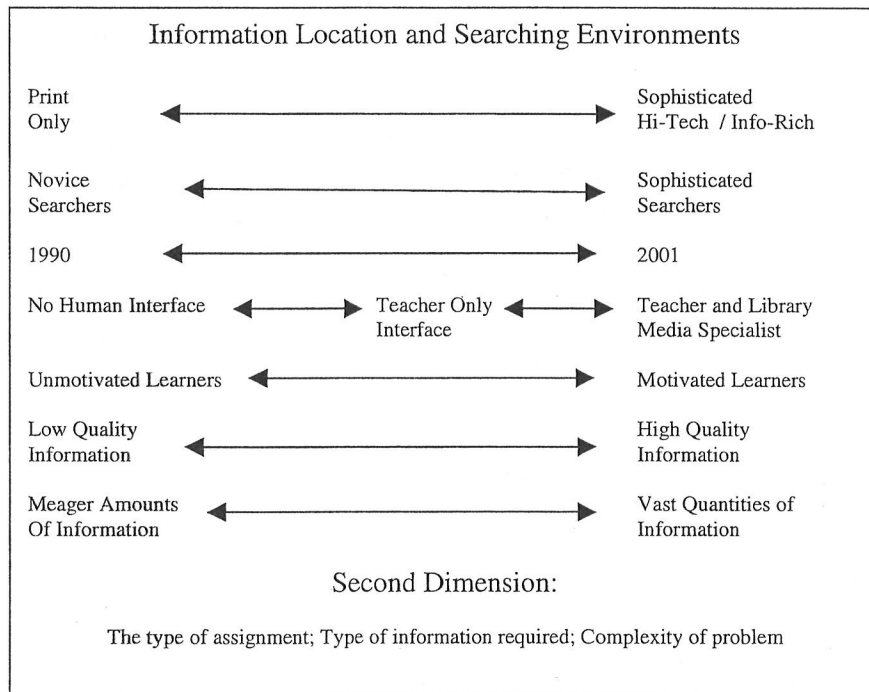 Information Location and Searching Environments
Print
Only
Sophisticated
Hi-Tech / Info-Rich
Novice
Searchers
Sophisticated
Searchers
1990
2001
No Human Interface
Teacher Only
Interface
Teacher and Library
Media Specialist
Unmotivated Learners
Motivated Learners
Low Quality
Information
High Quality
Information
Meager Amounts
Of Information
Vast Quantities of
Information
Second Dimension:
The type of assignment; Type of information required; Complexity of problem